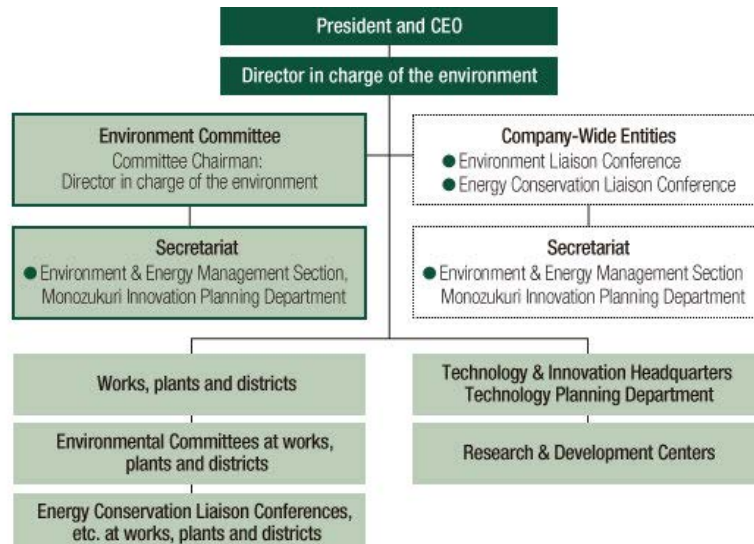 President and CEO
Director in charge of the environment
Environment Committee
Committee Chairman:
Director in charge of the environment
Company-Wide Entities
● Environment Liaison Conference
● Energy Conservation Liaison Conference
Secretariat
● Environment & Energy Management Section,
Monozukuri Innovation Planning Department
Secretariat
● Environment & Energy Management Section
Monozukuri Innovation Planning Department
Works, plants and districts
Technology & Innovation Headquarters
Technology Planning Department
Environmental Committees at works,
plants and districts
Research & Development Centers
Energy Conservation Liaison Conferences,
etc. at works, plants and districts